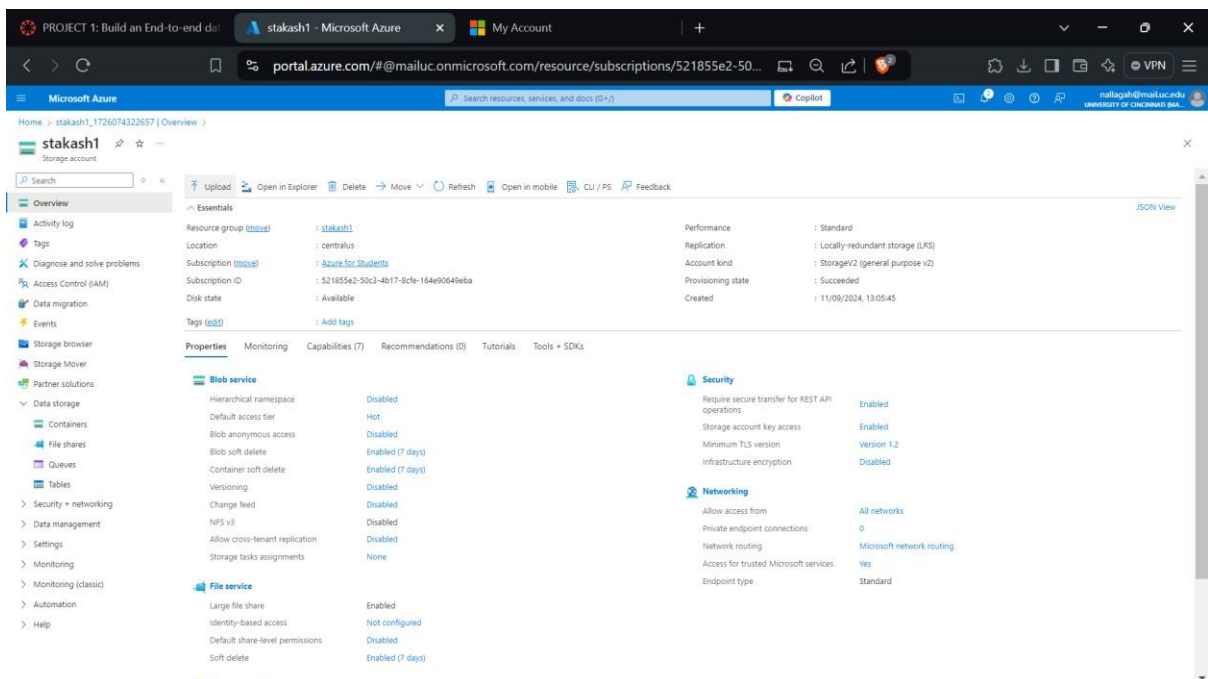 PROJECT 1: Build an End-to-end dat
stakash1 - Microsoft Azure
My Account
portal.azure.com/#@mailuc.onmicrosoft.com/resource/subscriptions/521855e2-50...
VPN
Microsoft Azure
Search resources, services, and docs (G+/)
Copilot
nallagah@mail.uc.edu
UNIVERSITY OF CINCINNATI (MA...
Home > stakash1_1726074322657 | Overview >
stakash1
Storage account
Search
Upload
Open in Explorer
Delete
Move
Refresh
Open in mobile
CLI / PS
Feedback
Overview
Activity log
Tags
Diagnose and solve problems
Access Control (IAM)
Data migration
Events
Storage browser
Storage Mover
Partner solutions
Data storage
Containers
File shares
Queues
Tables
Security + networking
Data management
Settings
Monitoring
Monitoring (classic)
Automation
Help
Essentials
JSON View
Resource group (move) : stakash1
Location : centralus
Subscription (move) : Azure for Students
Subscription ID : 521855e2-50c3-4b17-8cfe-164e90649eba
Disk state : Available
Tags (edit) : Add tags
Performance : Standard
Replication : Locally-redundant storage (LRS)
Account kind : StorageV2 (general purpose v2)
Provisioning state : Succeeded
Created : 11/09/2024, 13:05:45
Properties Monitoring Capabilities (7) Recommendations (0) Tutorials Tools + SDKs
Blob service
Hierarchical namespace Disabled
Default access tier Hot
Blob anonymous access Disabled
Blob soft delete Enabled (7 days)
Container soft delete Enabled (7 days)
Versioning Disabled
Change feed Disabled
NFS v3 Disabled
Allow cross-tenant replication Disabled
Storage tasks assignments None
File service
Large file share Enabled
Identity-based access Not configured
Default share-level permissions Disabled
Soft delete Enabled (7 days)
Security
Require secure transfer for REST API
operations Enabled
Storage account key access Enabled
Minimum TLS version Version 1.2
Infrastructure encryption Disabled
Networking
Allow access from All networks
Private endpoint connections 0
Network routing Microsoft network routing
Access for trusted Microsoft services Yes
Endpoint type Standard